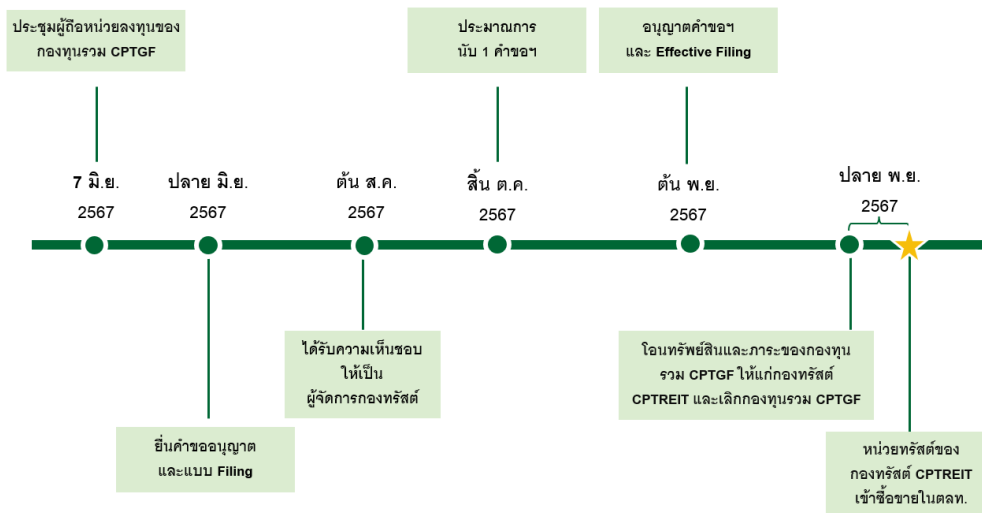 ประชุมผู้ถือหน่วยลงทุนของ
กองทุนรวม CPTGF
ประมาณการ
นับ 1 คำขอฯ
อนุญาตคำขอฯ
และ Effective Filing
7 มิ.ย.
2567
ปลาย มิ.ย.
2567
ต้น ส.ค.
2567
สิ้น ต.ค.
2567
ต้น พ.ย.
2567
ปลาย พ.ย.
2567
ได้รับความเห็นชอบ
ให้เป็น
ผู้จัดการกองทรัสต์
โอนทรัพย์สินและภาระของกองทุน
รวม CPTGF ให้แก่กองทรัสต์
CPTREIT และเลิกกองทุนรวม CPTGF
ยื่นคำขออนุญาต
และแบบ Filing
หน่วยทรัสต์ของ
กองทรัสต์ CPTREIT
เข้าซื้อขายในตลท.